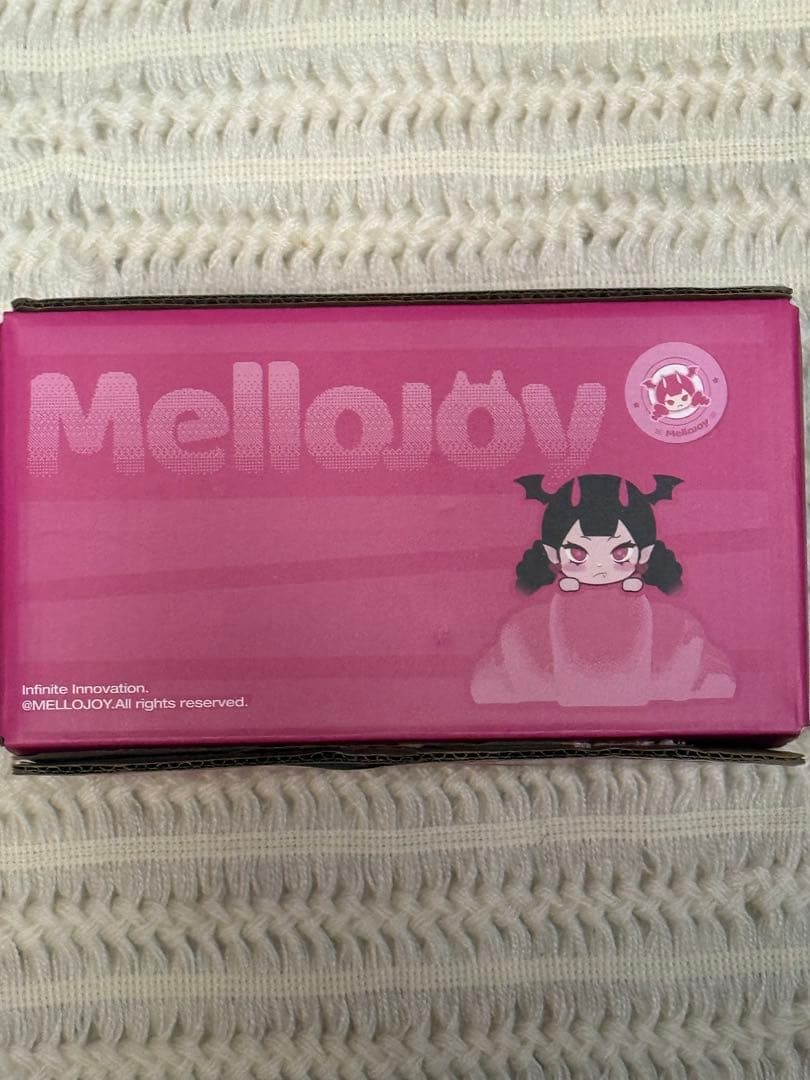 Mellojoy
MelloJoy
Infinite Innovation.
@MELLOJOY.All rights reserved.